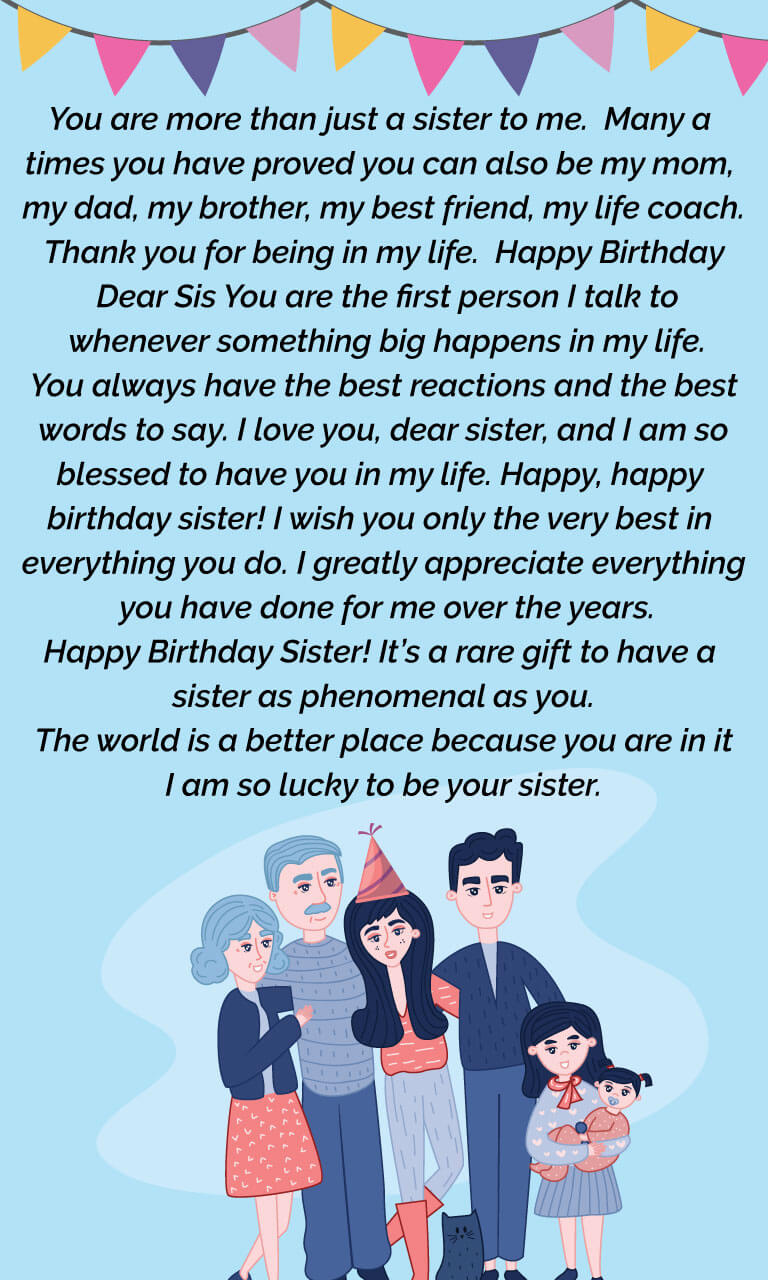 You are more than just a sister to me.  Many a
times you have proved you can also be my mom,
my dad, my brother, my best friend, my life coach.
Thank you for being in my life.  Happy Birthday
Dear Sis You are the first person I talk to
whenever something big happens in my life.
You always have the best reactions and the best
words to say. I love you, dear sister, and I am so
blessed to have you in my life. Happy, happy
birthday sister! I wish you only the very best in
everything you do. I greatly appreciate everything
you have done for me over the years.
Happy Birthday Sister! It’s a rare gift to have a
sister as phenomenal as you.
The world is a better place because you are in it
I am so lucky to be your sister.